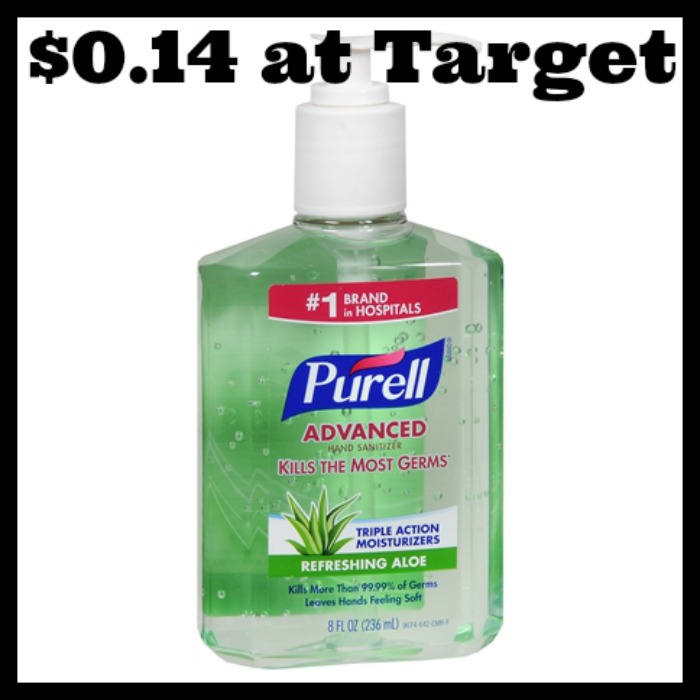 $0.14 at Target
#1 BRAND
in HOSPITALS
Purell
ADVANCED
HAND SANITIZER
KILLS THE MOST GERMS*
TRIPLE ACTION
MOISTURIZERS
REFRESHING ALOE
Kills More Than 99.99% of Germs
Leaves Hands Feeling Soft
8 FL OZ (236 mL)